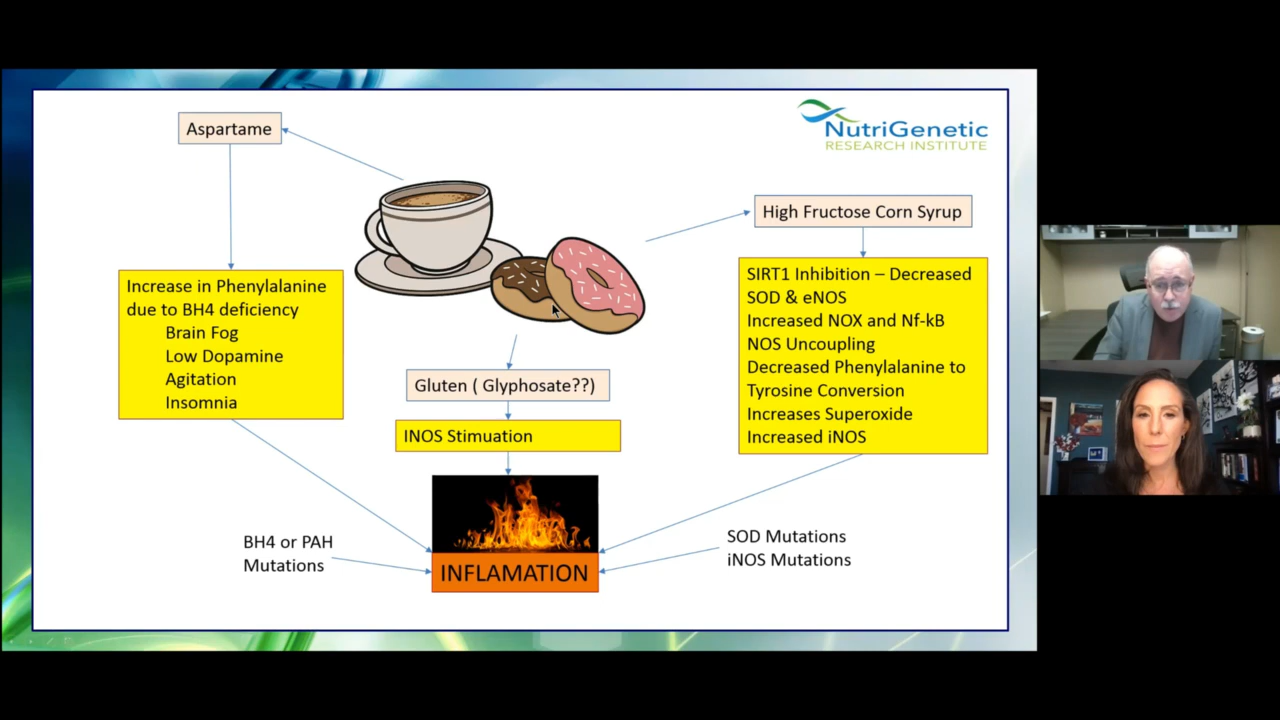 Aspartame
NutriGenetic
RESEARCH INSTITUTE
High Fructose Corn Syrup
Increase in Phenylalanine
due to BH4 deficiency
Brain Fog
Low Dopamine
Agitation
Insomnia
SIRT1 Inhibition – Decreased
SOD & eNOS
Increased NOX and Nf-kB
NOS Uncoupling
Decreased Phenylalanine to
Tyrosine Conversion
Increases Superoxide
Increased iNOS
Gluten ( Glyphosate??)
INOS Stimuation
BH4 or PAH
Mutations
INFLAMATION
SOD Mutations
iNOS Mutations